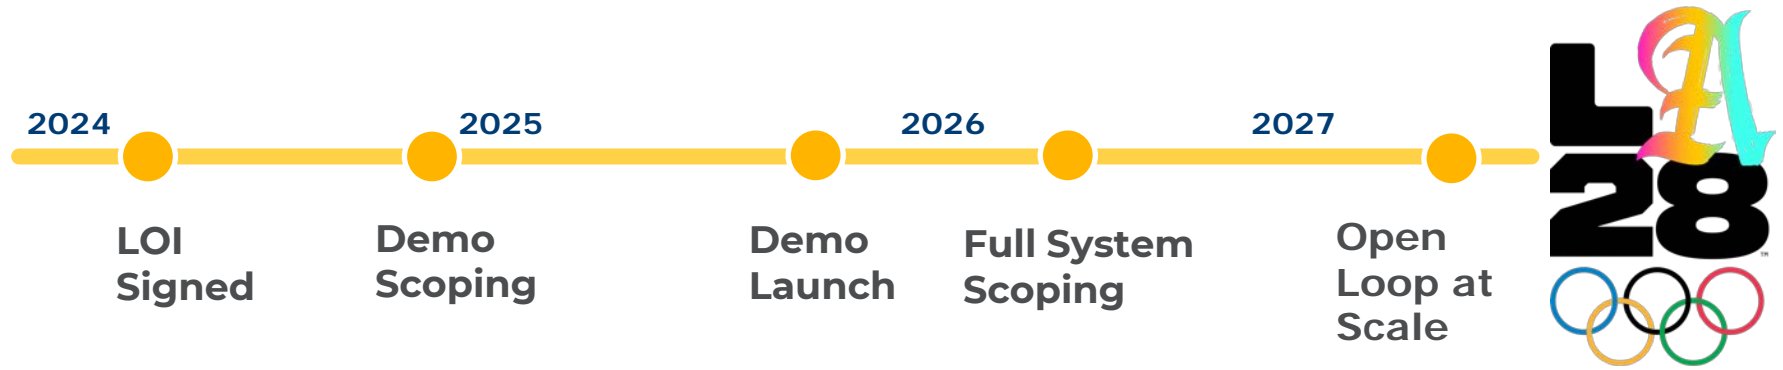 2024
2025
2026
2027
LOI
Signed
Demo
Scoping
Demo
Launch
Full System
Scoping
Open
Loop at
Scale
LA
28
™